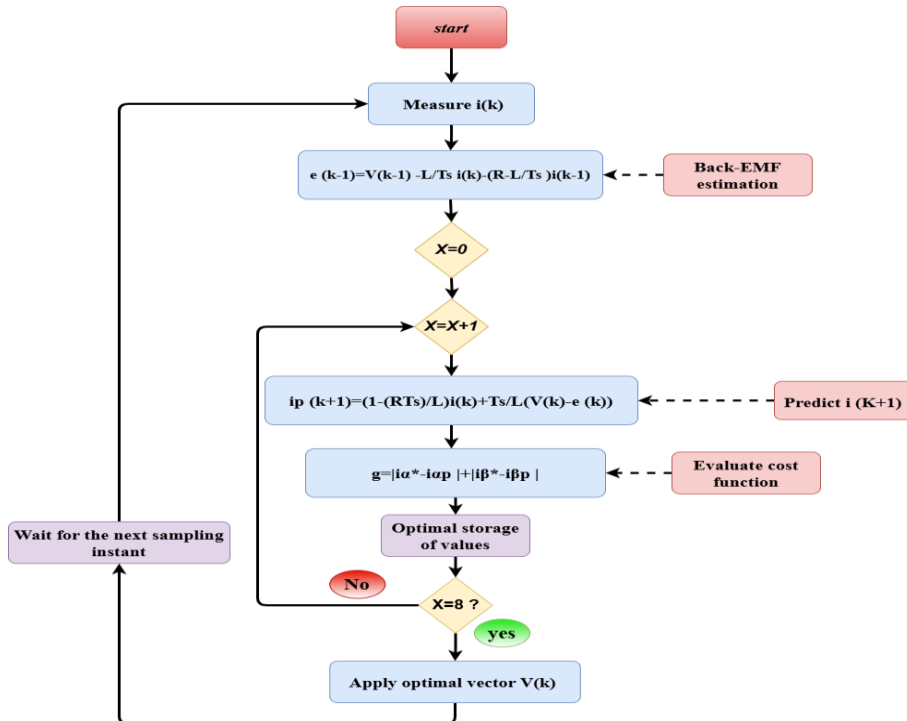 start
Measure i(k)
e (k-1)=V(k-1) -L/Ts i(k)-(R-L/Ts )i(k-1)
Back-EMF
estimation
X=0
X=X+1
ip (k+1)=(1-(RTs)/L)i(k)+Ts/L(V(k)-e (k))
Predict i (K+1)
g=|iα*-iαp |+|iβ*-iβp |
Evaluate cost
function
Optimal storage
of values
Wait for the next sampling
instant
No
X=8 ?
yes
Apply optimal vector V(k)